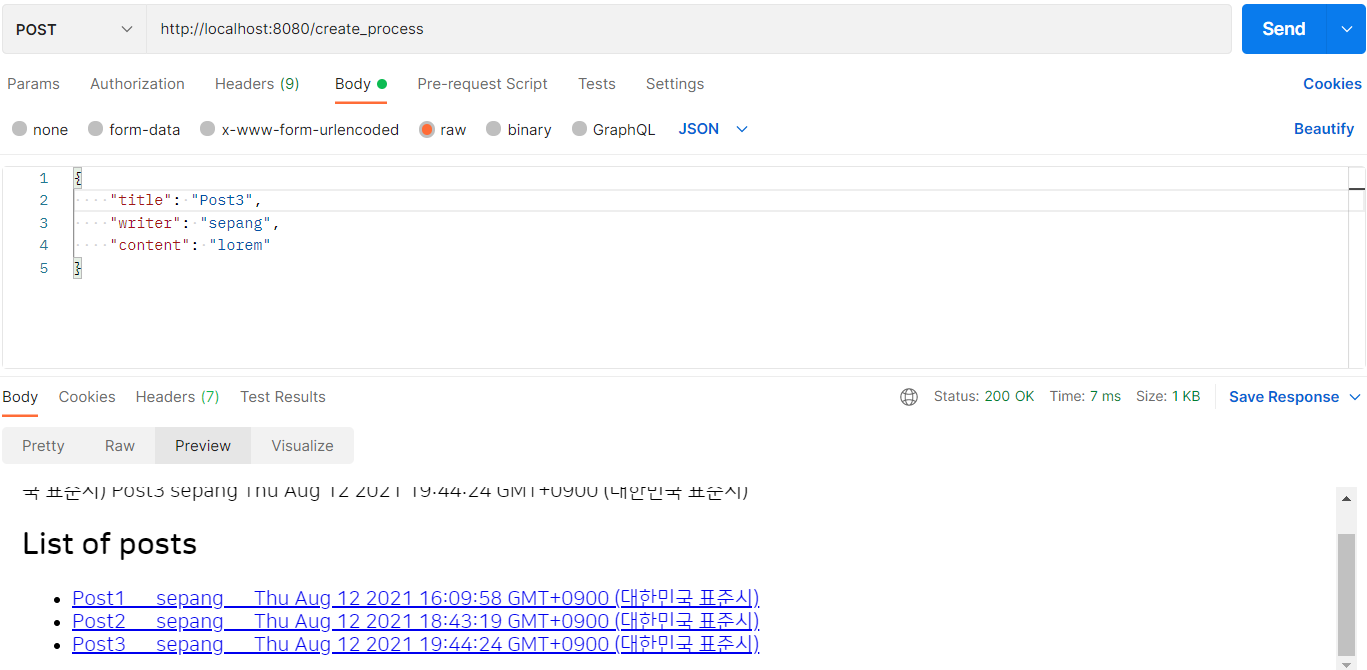 POST http://localhost:8080/create_process Send
Params Authorization Headers (9) Body Pre-request Script Tests Settings Cookies
none form-data x-www-form-urlencoded raw binary GraphQL JSON Beautify
1 {
2 "title": "Post3",
3 "writer": "sepang",
4 "content": "lorem"
5 }
Body Cookies Headers (7) Test Results Status: 200 OK Time: 7 ms Size: 1 KB Save Response
Pretty Raw Preview Visualize
국 표준시) Post3 sepang Thu Aug 12 2021 19:44:24 GMT+0900 (대한민국 표준시)
List of posts
Post1 sepang Thu Aug 12 2021 16:09:58 GMT+0900 (대한민국 표준시)
Post2 sepang Thu Aug 12 2021 18:43:19 GMT+0900 (대한민국 표준시)
Post3 sepang Thu Aug 12 2021 19:44:24 GMT+0900 (대한민국 표준시)